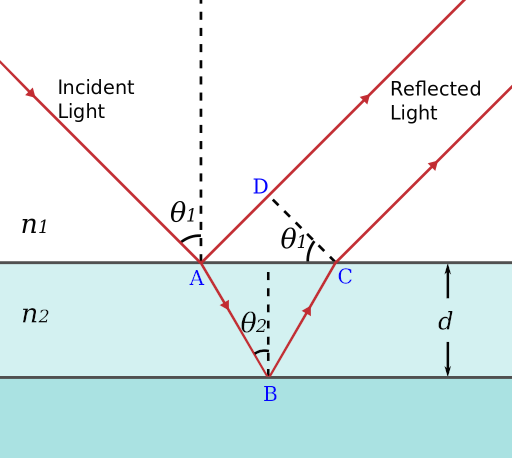 Incident
Light
Reflected
Light
D
θ1
θ1
n1
A
C
n2
θ2
d
B